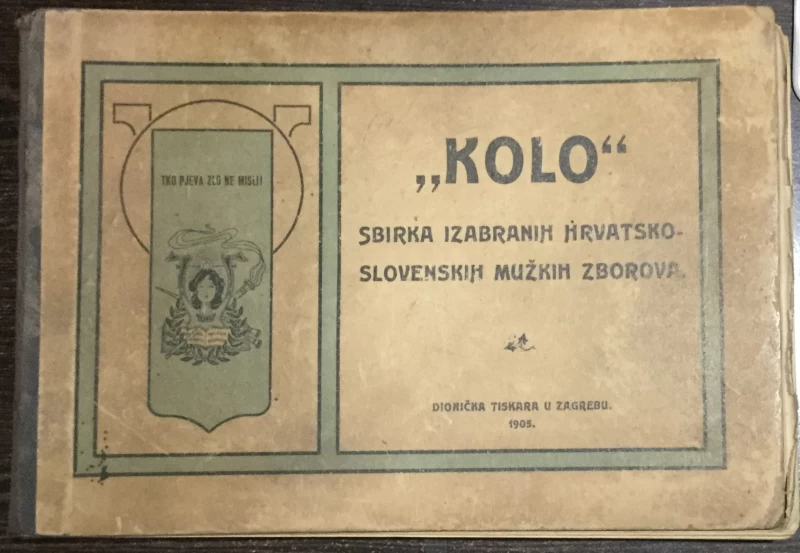 TKO PJEVA ZLO NE MISLI!
„KOLO“
SBIRKA IZABRANIH HRVATSKO-
SLOVENSKIH MUŽKIH ZBOROVA.
DIONIČKA TISKARA U ZAGREBU.
1905.